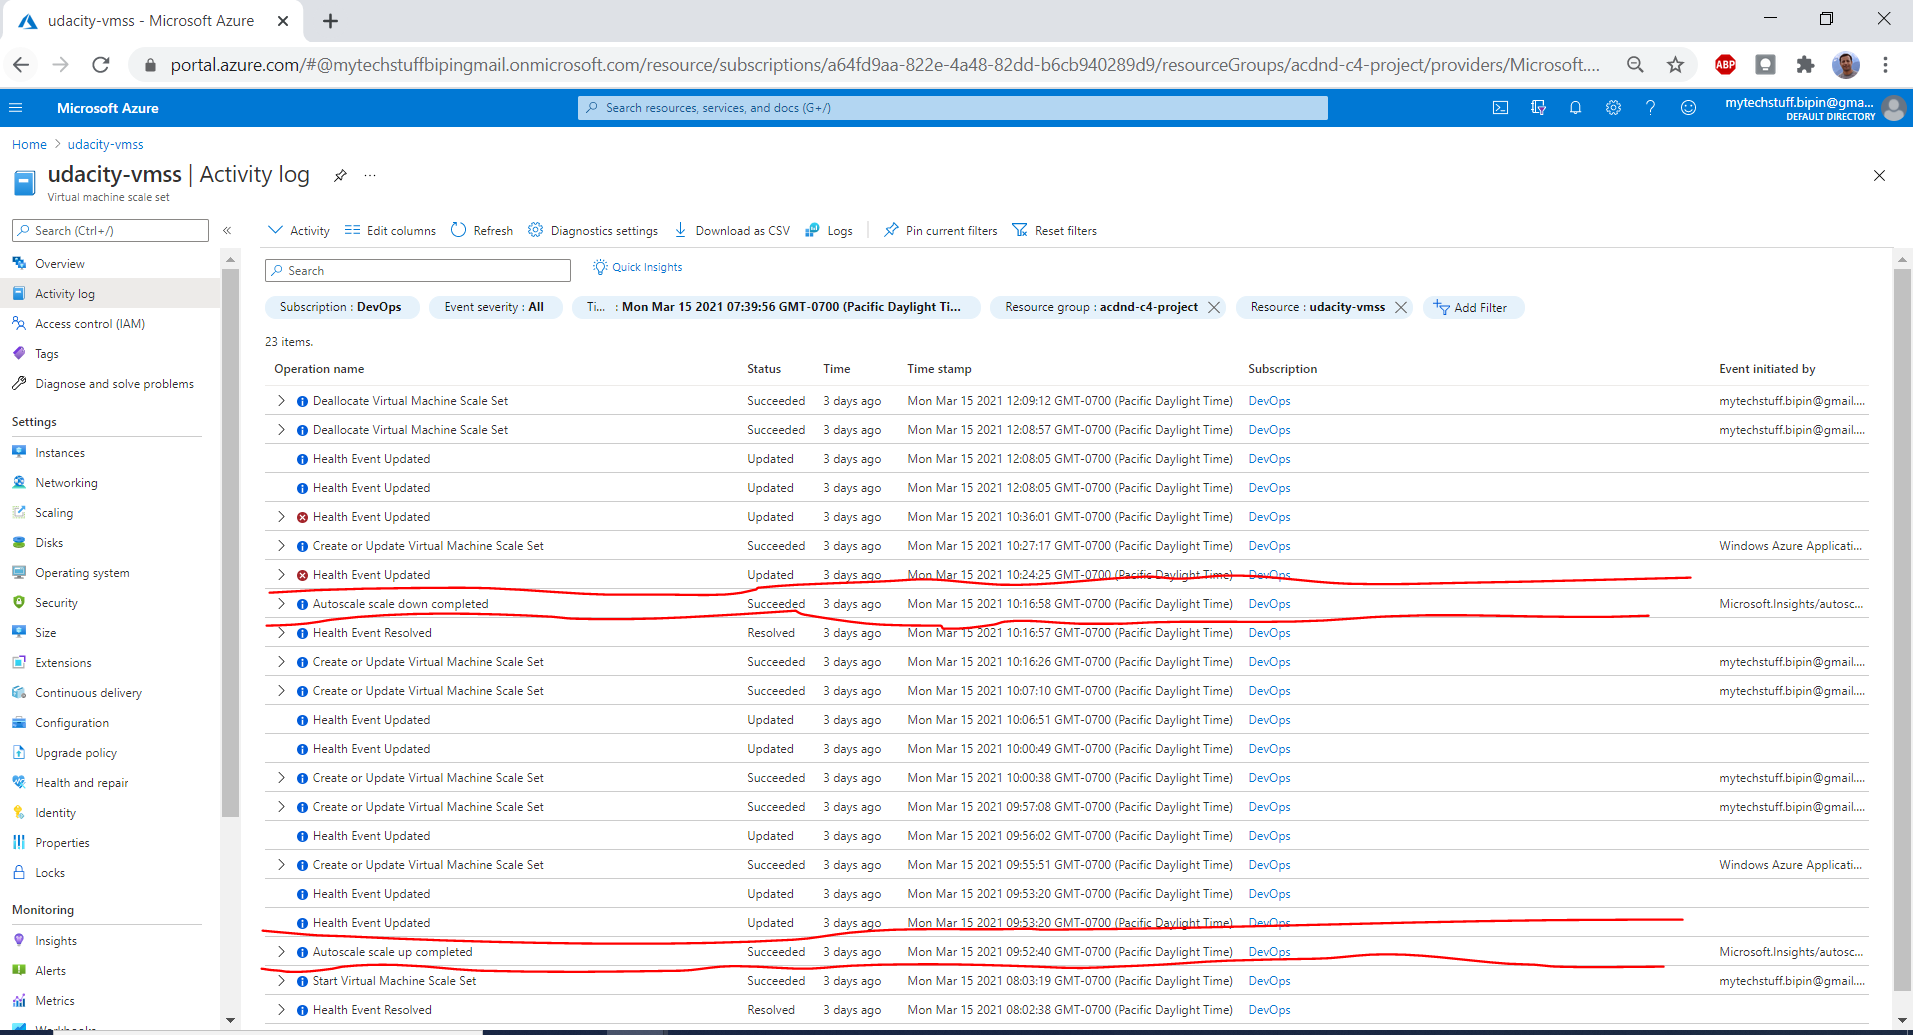 udacity-vmss - Microsoft Azure
portal.azure.com/#@mytechstuffbipingmail.onmicrosoft.com/resource/subscriptions/a64fd9aa-822e-4a48-82dd-b6cb940289d9/resourceGroups/acdnd-c4-project/providers/Microsoft....
ABP
Microsoft Azure
Search resources, services, and docs (G+/)
mytechstuff.bipin@gma...
DEFAULT DIRECTORY
Home > udacity-vmss
udacity-vmss | Activity log
Virtual machine scale set
Search (Ctrl+/)
Overview
Activity log
Access control (IAM)
Tags
Diagnose and solve problems
Settings
Instances
Networking
Scaling
Disks
Operating system
Security
Size
Extensions
Continuous delivery
Configuration
Upgrade policy
Health and repair
Identity
Properties
Locks
Monitoring
Insights
Alerts
Metrics
Workbooks
Activity Edit columns Refresh Diagnostics settings Download as CSV Logs Pin current filters Reset filters
Search Quick Insights
Subscription : DevOps Event severity : All Ti... : Mon Mar 15 2021 07:39:56 GMT-0700 (Pacific Daylight Ti... Resource group : acdnd-c4-project Resource : udacity-vmss Add Filter
23 items.
Operation name Status Time Time stamp Subscription Event initiated by
Deallocate Virtual Machine Scale Set Succeeded 3 days ago Mon Mar 15 2021 12:09:12 GMT-0700 (Pacific Daylight Time) DevOps mytechstuff.bipin@gmail....
Deallocate Virtual Machine Scale Set Succeeded 3 days ago Mon Mar 15 2021 12:08:57 GMT-0700 (Pacific Daylight Time) DevOps mytechstuff.bipin@gmail....
Health Event Updated Updated 3 days ago Mon Mar 15 2021 12:08:05 GMT-0700 (Pacific Daylight Time) DevOps
Health Event Updated Updated 3 days ago Mon Mar 15 2021 12:08:05 GMT-0700 (Pacific Daylight Time) DevOps
Health Event Updated Updated 3 days ago Mon Mar 15 2021 10:36:01 GMT-0700 (Pacific Daylight Time) DevOps
Create or Update Virtual Machine Scale Set Succeeded 3 days ago Mon Mar 15 2021 10:27:17 GMT-0700 (Pacific Daylight Time) DevOps Windows Azure Applicati...
Health Event Updated Updated 3 days ago Mon Mar 15 2021 10:24:25 GMT-0700 (Pacific Daylight Time) DevOps
Autoscale scale down completed Succeeded 3 days ago Mon Mar 15 2021 10:16:58 GMT-0700 (Pacific Daylight Time) DevOps Microsoft.Insights/autosc...
Health Event Resolved Resolved 3 days ago Mon Mar 15 2021 10:16:57 GMT-0700 (Pacific Daylight Time) DevOps
Create or Update Virtual Machine Scale Set Succeeded 3 days ago Mon Mar 15 2021 10:16:26 GMT-0700 (Pacific Daylight Time) DevOps mytechstuff.bipin@gmail....
Create or Update Virtual Machine Scale Set Succeeded 3 days ago Mon Mar 15 2021 10:07:10 GMT-0700 (Pacific Daylight Time) DevOps mytechstuff.bipin@gmail....
Health Event Updated Updated 3 days ago Mon Mar 15 2021 10:06:51 GMT-0700 (Pacific Daylight Time) DevOps
Health Event Updated Updated 3 days ago Mon Mar 15 2021 10:00:49 GMT-0700 (Pacific Daylight Time) DevOps
Create or Update Virtual Machine Scale Set Succeeded 3 days ago Mon Mar 15 2021 10:00:38 GMT-0700 (Pacific Daylight Time) DevOps mytechstuff.bipin@gmail....
Create or Update Virtual Machine Scale Set Succeeded 3 days ago Mon Mar 15 2021 09:57:08 GMT-0700 (Pacific Daylight Time) DevOps mytechstuff.bipin@gmail....
Health Event Updated Updated 3 days ago Mon Mar 15 2021 09:56:02 GMT-0700 (Pacific Daylight Time) DevOps
Create or Update Virtual Machine Scale Set Succeeded 3 days ago Mon Mar 15 2021 09:55:51 GMT-0700 (Pacific Daylight Time) DevOps Windows Azure Applicati...
Health Event Updated Updated 3 days ago Mon Mar 15 2021 09:53:20 GMT-0700 (Pacific Daylight Time) DevOps
Health Event Updated Updated 3 days ago Mon Mar 15 2021 09:53:20 GMT-0700 (Pacific Daylight Time) DevOps
Autoscale scale up completed Succeeded 3 days ago Mon Mar 15 2021 09:52:40 GMT-0700 (Pacific Daylight Time) DevOps Microsoft.Insights/autosc...
Start Virtual Machine Scale Set Succeeded 3 days ago Mon Mar 15 2021 08:03:19 GMT-0700 (Pacific Daylight Time) DevOps mytechstuff.bipin@gmail....
Health Event Resolved Resolved 3 days ago Mon Mar 15 2021 08:02:38 GMT-0700 (Pacific Daylight Time) DevOps